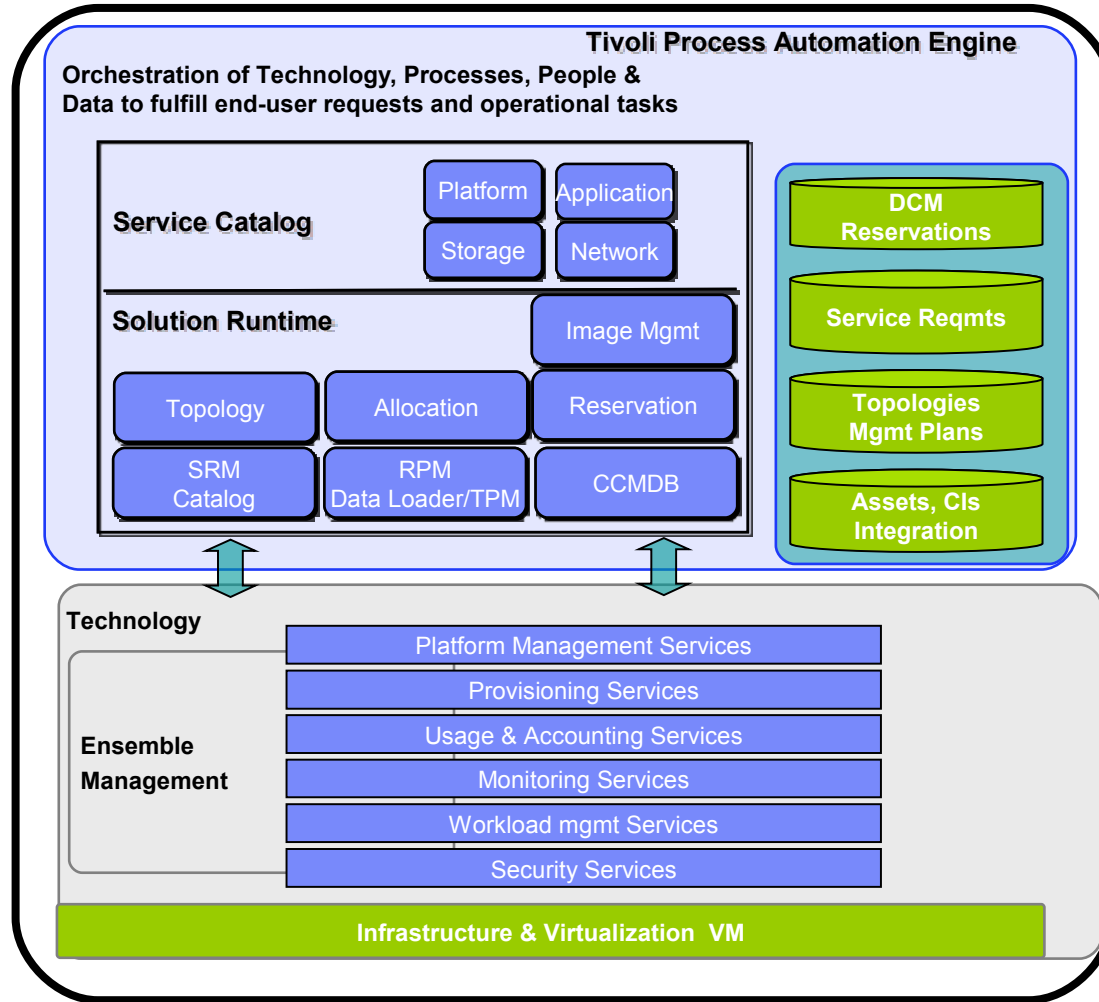 Tivoli Process Automation Engine
Orchestration of Technology, Processes, People &
Data to fulfill end-user requests and operational tasks
Service Catalog
Platform
Application
Storage
Network
Solution Runtime
Image Mgmt
Topology
Allocation
Reservation
SRM
Catalog
RPM
Data Loader/TPM
CCMDB
DCM
Reservations
Service Reqmts
Topologies
Mgmt Plans
Assets, CIs
Integration
Technology
Ensemble
Management
Platform Management Services
Provisioning Services
Usage & Accounting Services
Monitoring Services
Workload mgmt Services
Security Services
Infrastructure & Virtualization VM